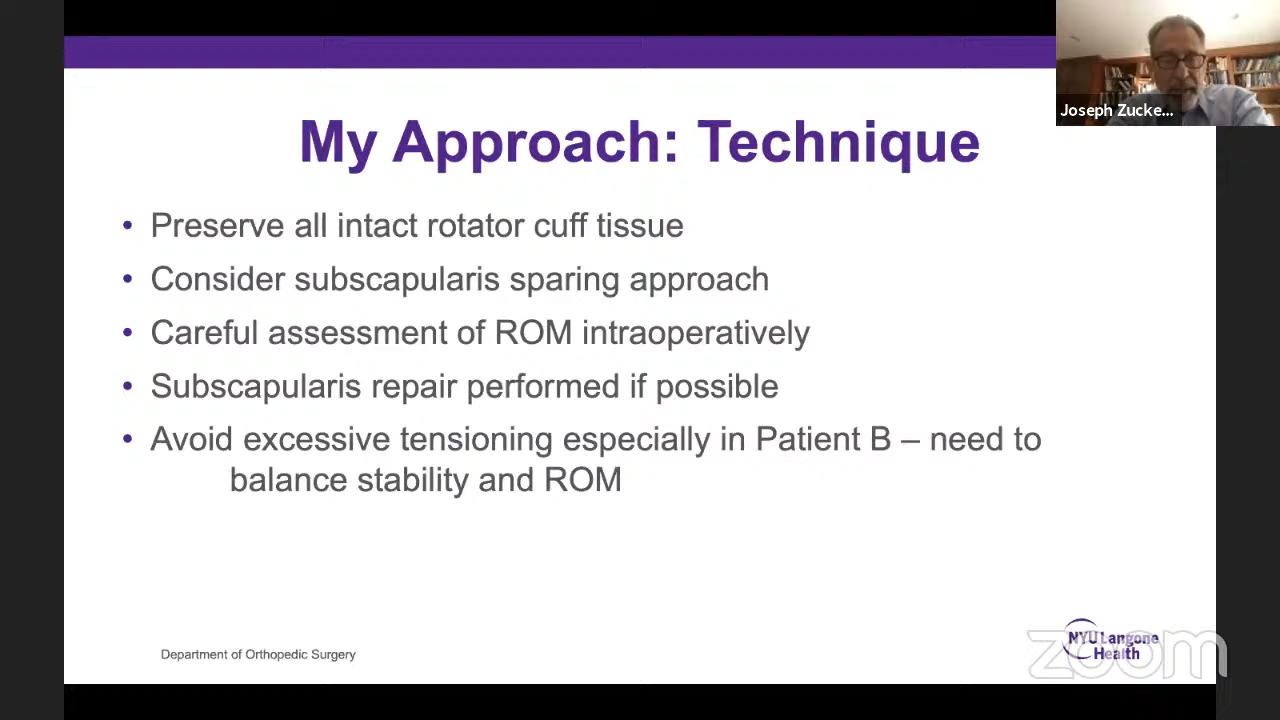 My Approach: Technique
Joseph Zucke...
• Preserve all intact rotator cuff tissue
• Consider subscapularis sparing approach
• Careful assessment of ROM intraoperatively
• Subscapularis repair performed if possible
• Avoid excessive tensioning especially in Patient B – need to
balance stability and ROM
Department of Orthopedic Surgery
NYU Langone
Health
zoom